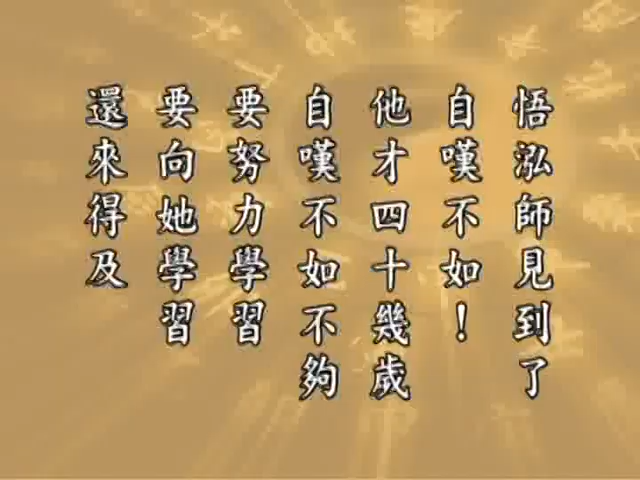 悟泓師見到了
自嘆不如！
他才四十幾歲
自嘆不如不夠
要努力學習
要向她學習
還來得及